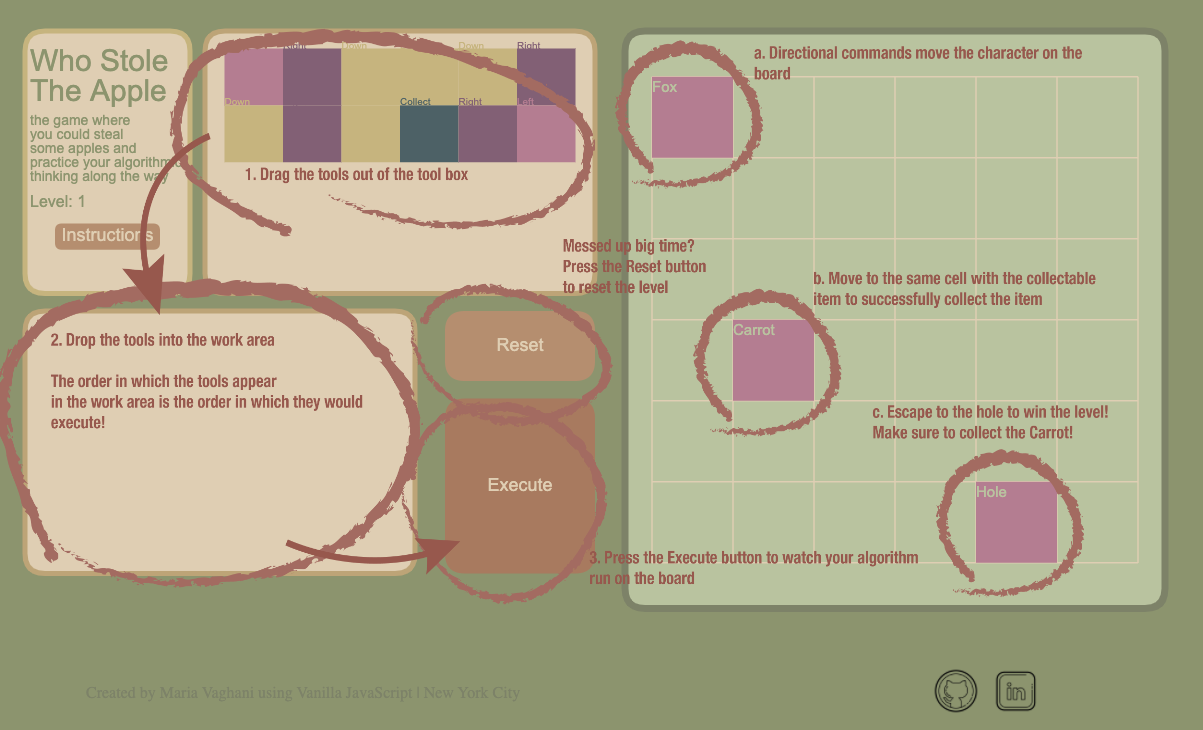 Who Stole
The Apple
the game where
you could steal
some apples and
practice your algorithmic
thinking along the way
Level: 1
Instructions
Right
Down
Down
Right
Down
Collect
Right
Left
1. Drag the tools out of the tool box
2. Drop the tools into the work area
The order in which the tools appear
in the work area is the order in which they would
execute!
Messed up big time?
Press the Reset button
to reset the level
Reset
Execute
3. Press the Execute button to watch your algorithm
run on the board
a. Directional commands move the character on the
board
Fox
b. Move to the same cell with the collectable
item to successfully collect the item
Carrot
c. Escape to the hole to win the level!
Make sure to collect the Carrot!
Hole
Created by Maria Vaghani using Vanilla JavaScript | New York City
in